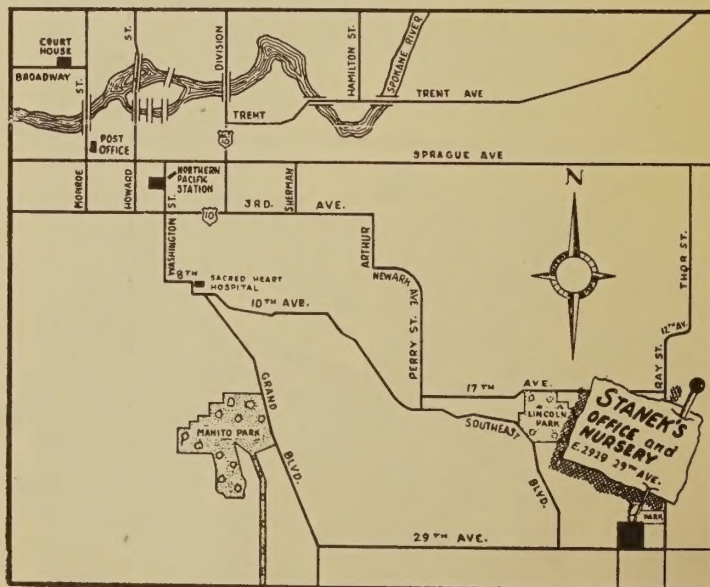 COURT
HOUSE
ST.
DIVISION
HAMILTON ST.
SPOKANE RIVER
BROADWAY
ST.
TRENT
TRENT AVE
POST
OFFICE
SPRAGUE AVE
MONROE
HOWARD
NORTHERN
PACIFIC
STATION
WASHINGTON ST.
10
3RD. AVE.
SHERMAN
N
ARTHUR
NEWARK
AVE
THOR ST.
8TH
SACRED HEART
HOSPITAL
10TH AVE.
PERRY ST.
12TH AV.
RAY ST.
17TH AVE.
GRAND
BLVD.
MANITO PARK
LINCOLN
PARK
SOUTHEAST
BLVD.
STANEK'S
OFFICE and
NURSERY
E. 2929 29TH AVE.
PARK
29TH AVE.